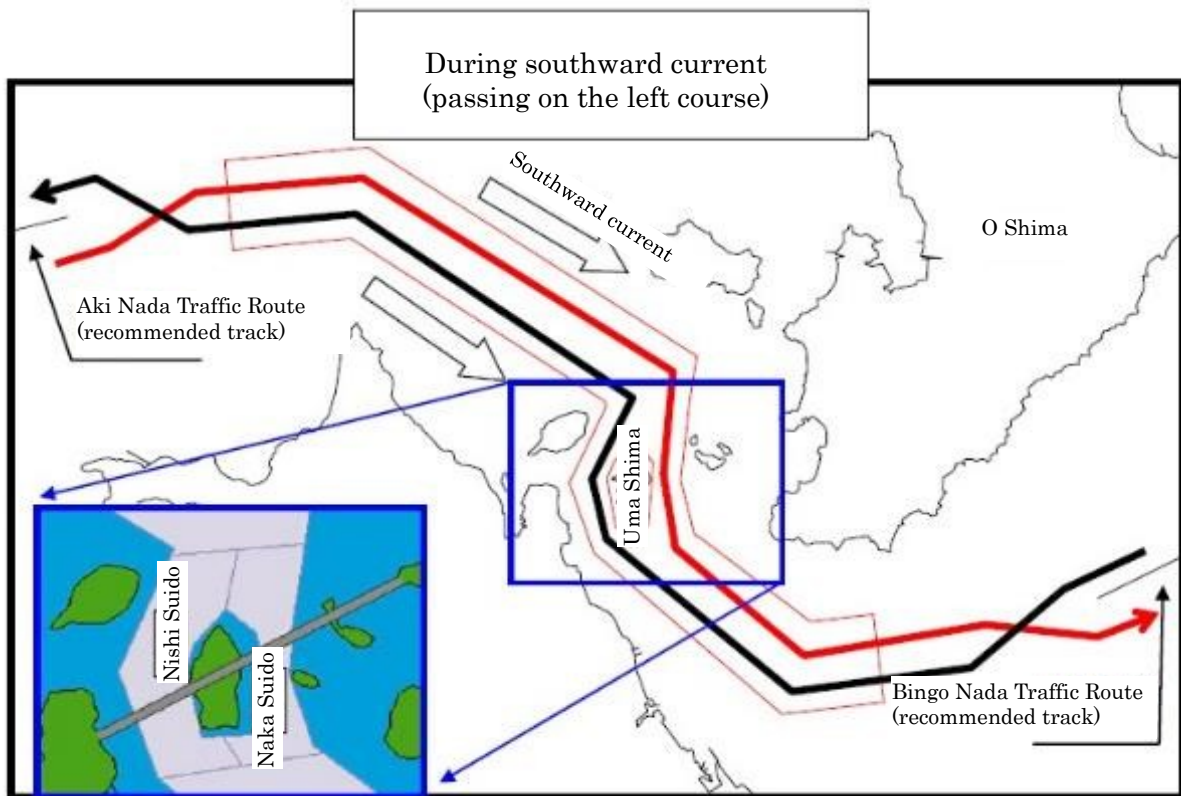 During southward current
(passing on the left course)
Southward current
O Shima
Aki Nada Traffic Route
(recommended track)
Uma Shima
Nishi Suido
Naka Suido
Bingo Nada Traffic Route
(recommended track)